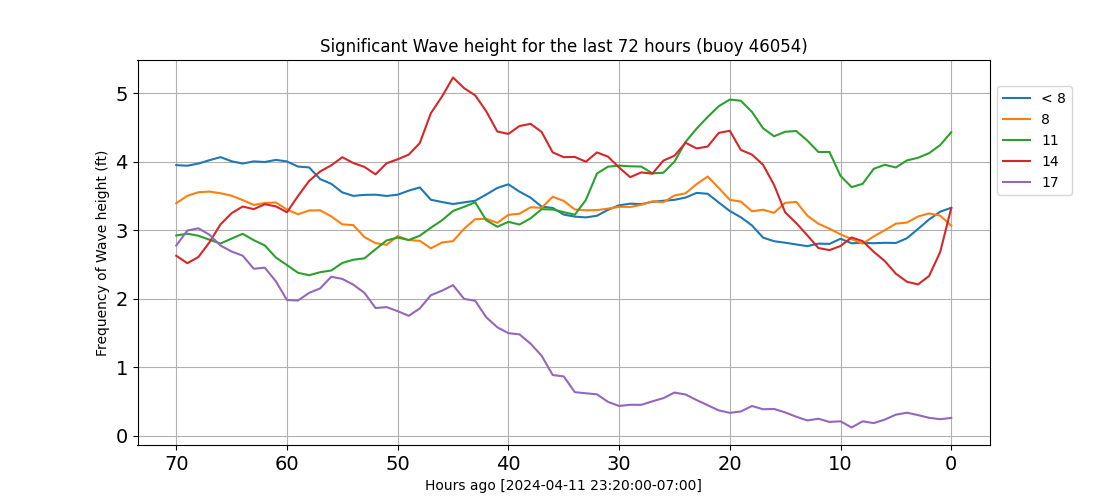 Significant Wave height for the last 72 hours (buoy 46054)
Frequency of Wave height (ft)
5
4
3
2
1
0
70 60 50 40 30 20 10 0
Hours ago [2024-04-11 23:20:00-07:00]
< 8
8
11
14
17